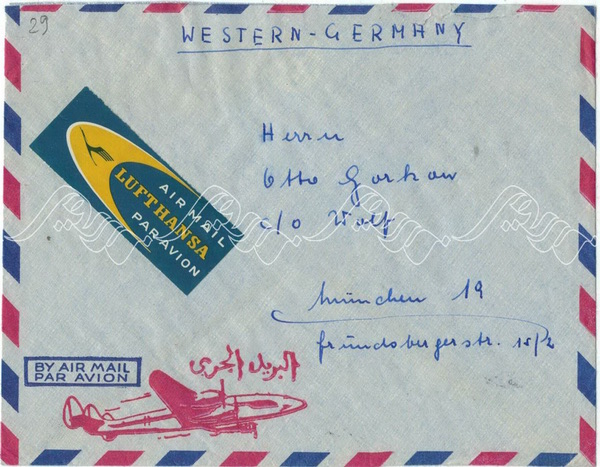 29
WESTERN-GERMANY
Herrn
Otto Gorkow
c/o Wolf
München 19
Gründsbergerstr. 15/2
AIR MAIL
LUFTHANSA
PAR AVION
البريد الجوي
BY AIR MAIL
PAR AVION